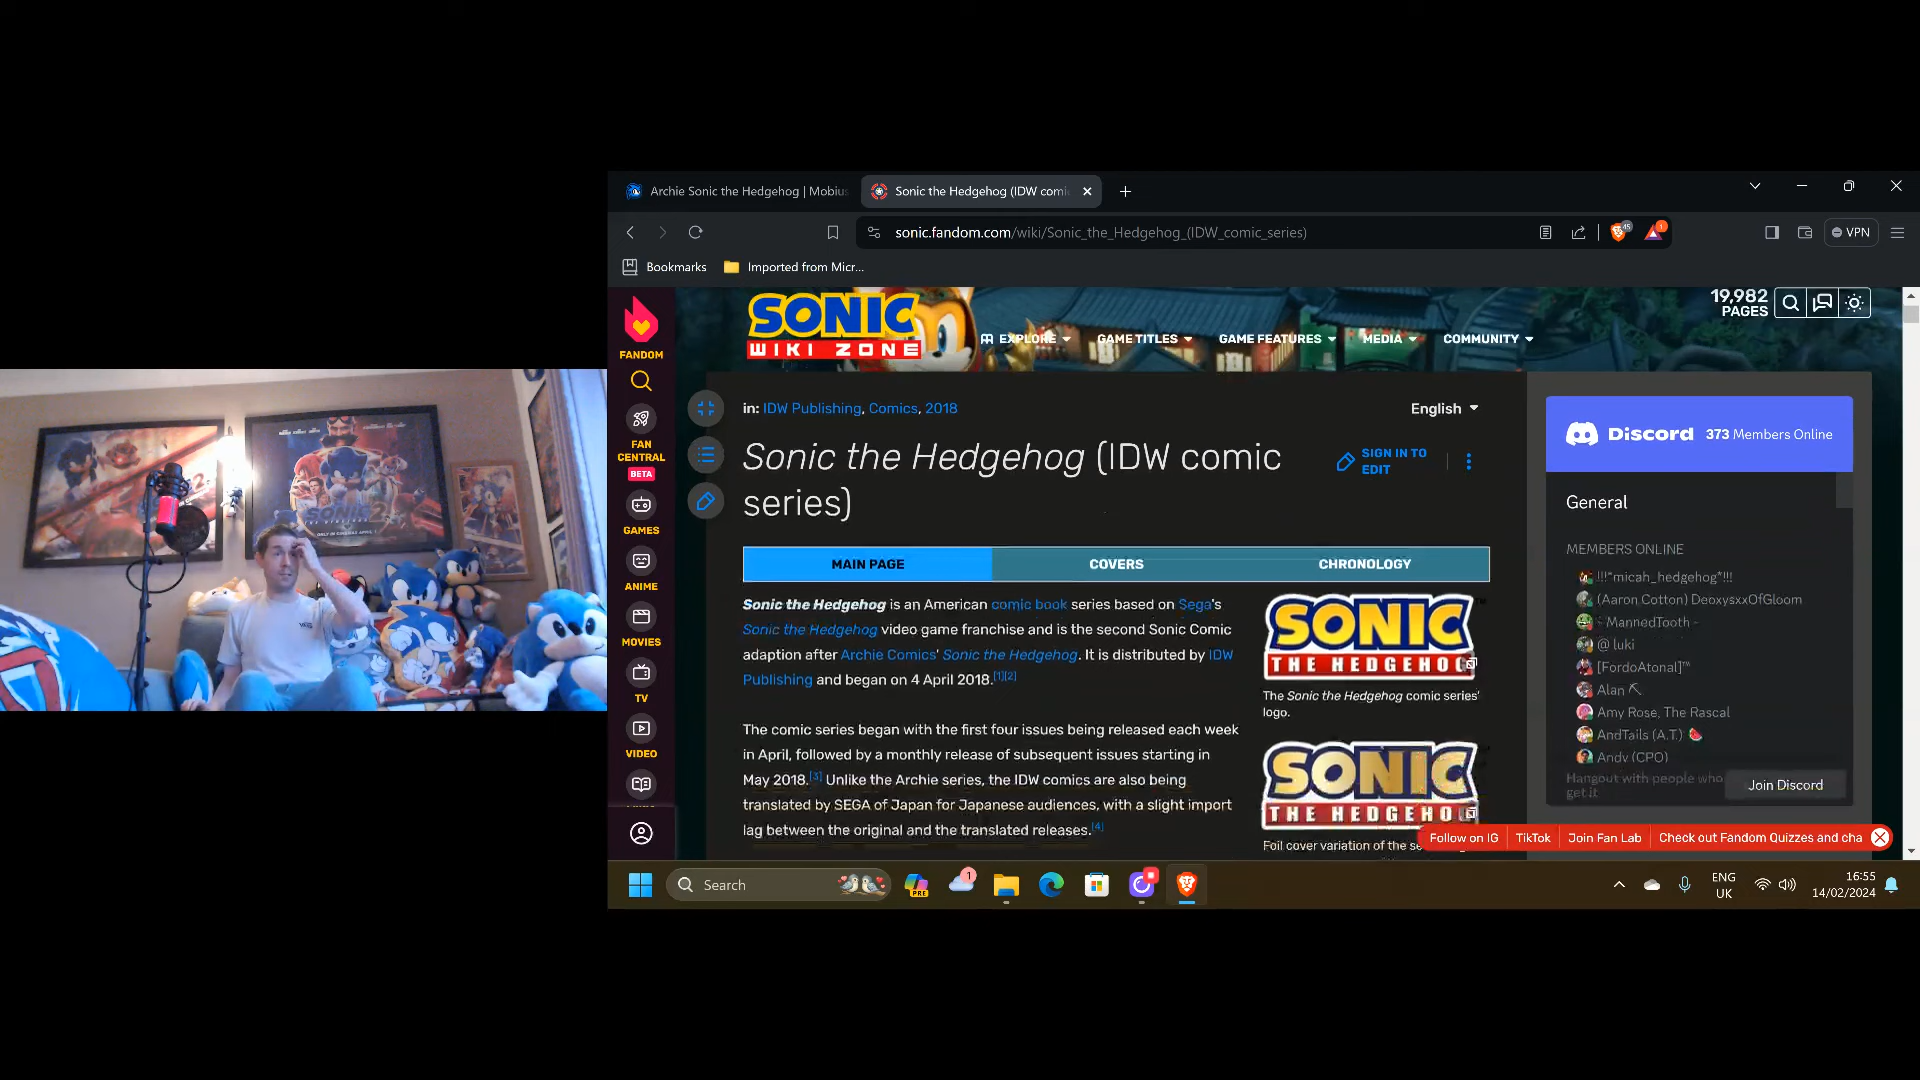 Archie Sonic the Hedgehog | Mobius
Sonic the Hedgehog (IDW comi
sonic.fandom.com/wiki/Sonic_the_Hedgehog_(IDW_comic_series)
45
1
VPN
Bookmarks
Imported from Micr...
SONIC
WIKI ZONE
EXPLORE
GAME TITLES
GAME FEATURES
MEDIA
COMMUNITY
19,982
PAGES
FANDOM
FAN
CENTRAL
BETA
GAMES
ANIME
MOVIES
TV
VIDEO
in: IDW Publishing, Comics, 2018
English
Sonic the Hedgehog (IDW comic
series)
SIGN IN TO
EDIT
MAIN PAGE
COVERS
CHRONOLOGY
Sonic the Hedgehog is an American comic book series based on Sega's
Sonic the Hedgehog video game franchise and is the second Sonic Comic
adaption after Archie Comics' Sonic the Hedgehog. It is distributed by IDW
Publishing and began on 4 April 2018.[1][2]
The comic series began with the first four issues being released each week
in April, followed by a monthly release of subsequent issues starting in
May 2018.[3] Unlike the Archie series, the IDW comics are also being
translated by SEGA of Japan for Japanese audiences, with a slight import
lag between the original and the translated releases.[4]
SONIC
THE HEDGEHOG
The Sonic the Hedgehog comic series'
logo.
SONIC
THE HEDGEHOG
Foil cover variation of the se
Discord
373 Members Online
General
MEMBERS ONLINE
!!!*micah_hedgehog*!!!
(Aaron Cotton) DeoxysxxOfGloom
- MannedTooth -
@ luki
[FordoAtonal]™
Alan
Amy Rose, The Rascal
AndTails (A.T.)
Andy (CPO)
Hangout with people who
get it
Join Discord
Follow on IG
TikTok
Join Fan Lab
Check out Fandom Quizzes and cha
Search
PRE
1
ENG
UK
16:55
14/02/2024
SONIC